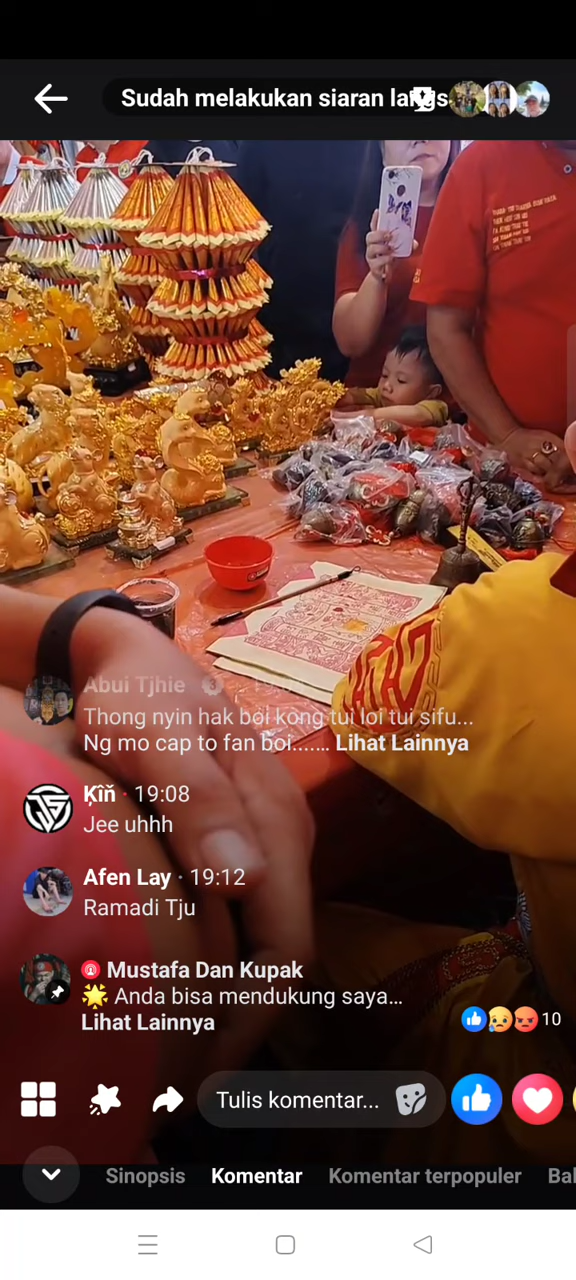 Sudah melakukan siaran langs
Abui Tjhie
Thong nyin hak boi kong tui loi tui sifu...
Ng mo cap to fan boi....... Lihat Lainnya
Ķîň · 19:08
Jee uhhh
Afen Lay · 19:12
Ramadi Tju
Mustafa Dan Kupak
🌟 Anda bisa mendukung saya...
Lihat Lainnya
10
Tulis komentar...
Sinopsis Komentar Komentar terpopuler Bal